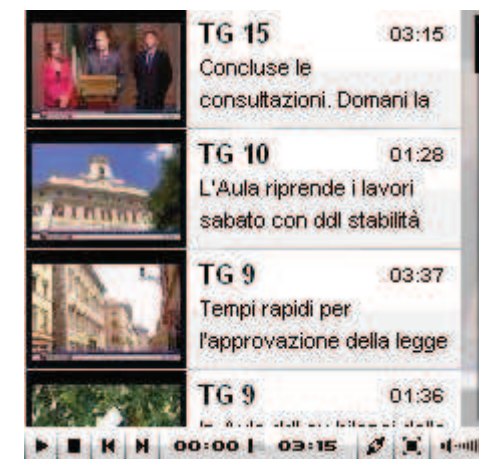 TG 15 03:15
Concluse le
consultazioni. Domani la
TG 10 01:28
L'Aula riprende i lavori
sabato con ddl stabilità
TG 9 03:37
Tempi rapidi per
l'approvazione della legge
TG 9 01:36
00:00 | 03:15